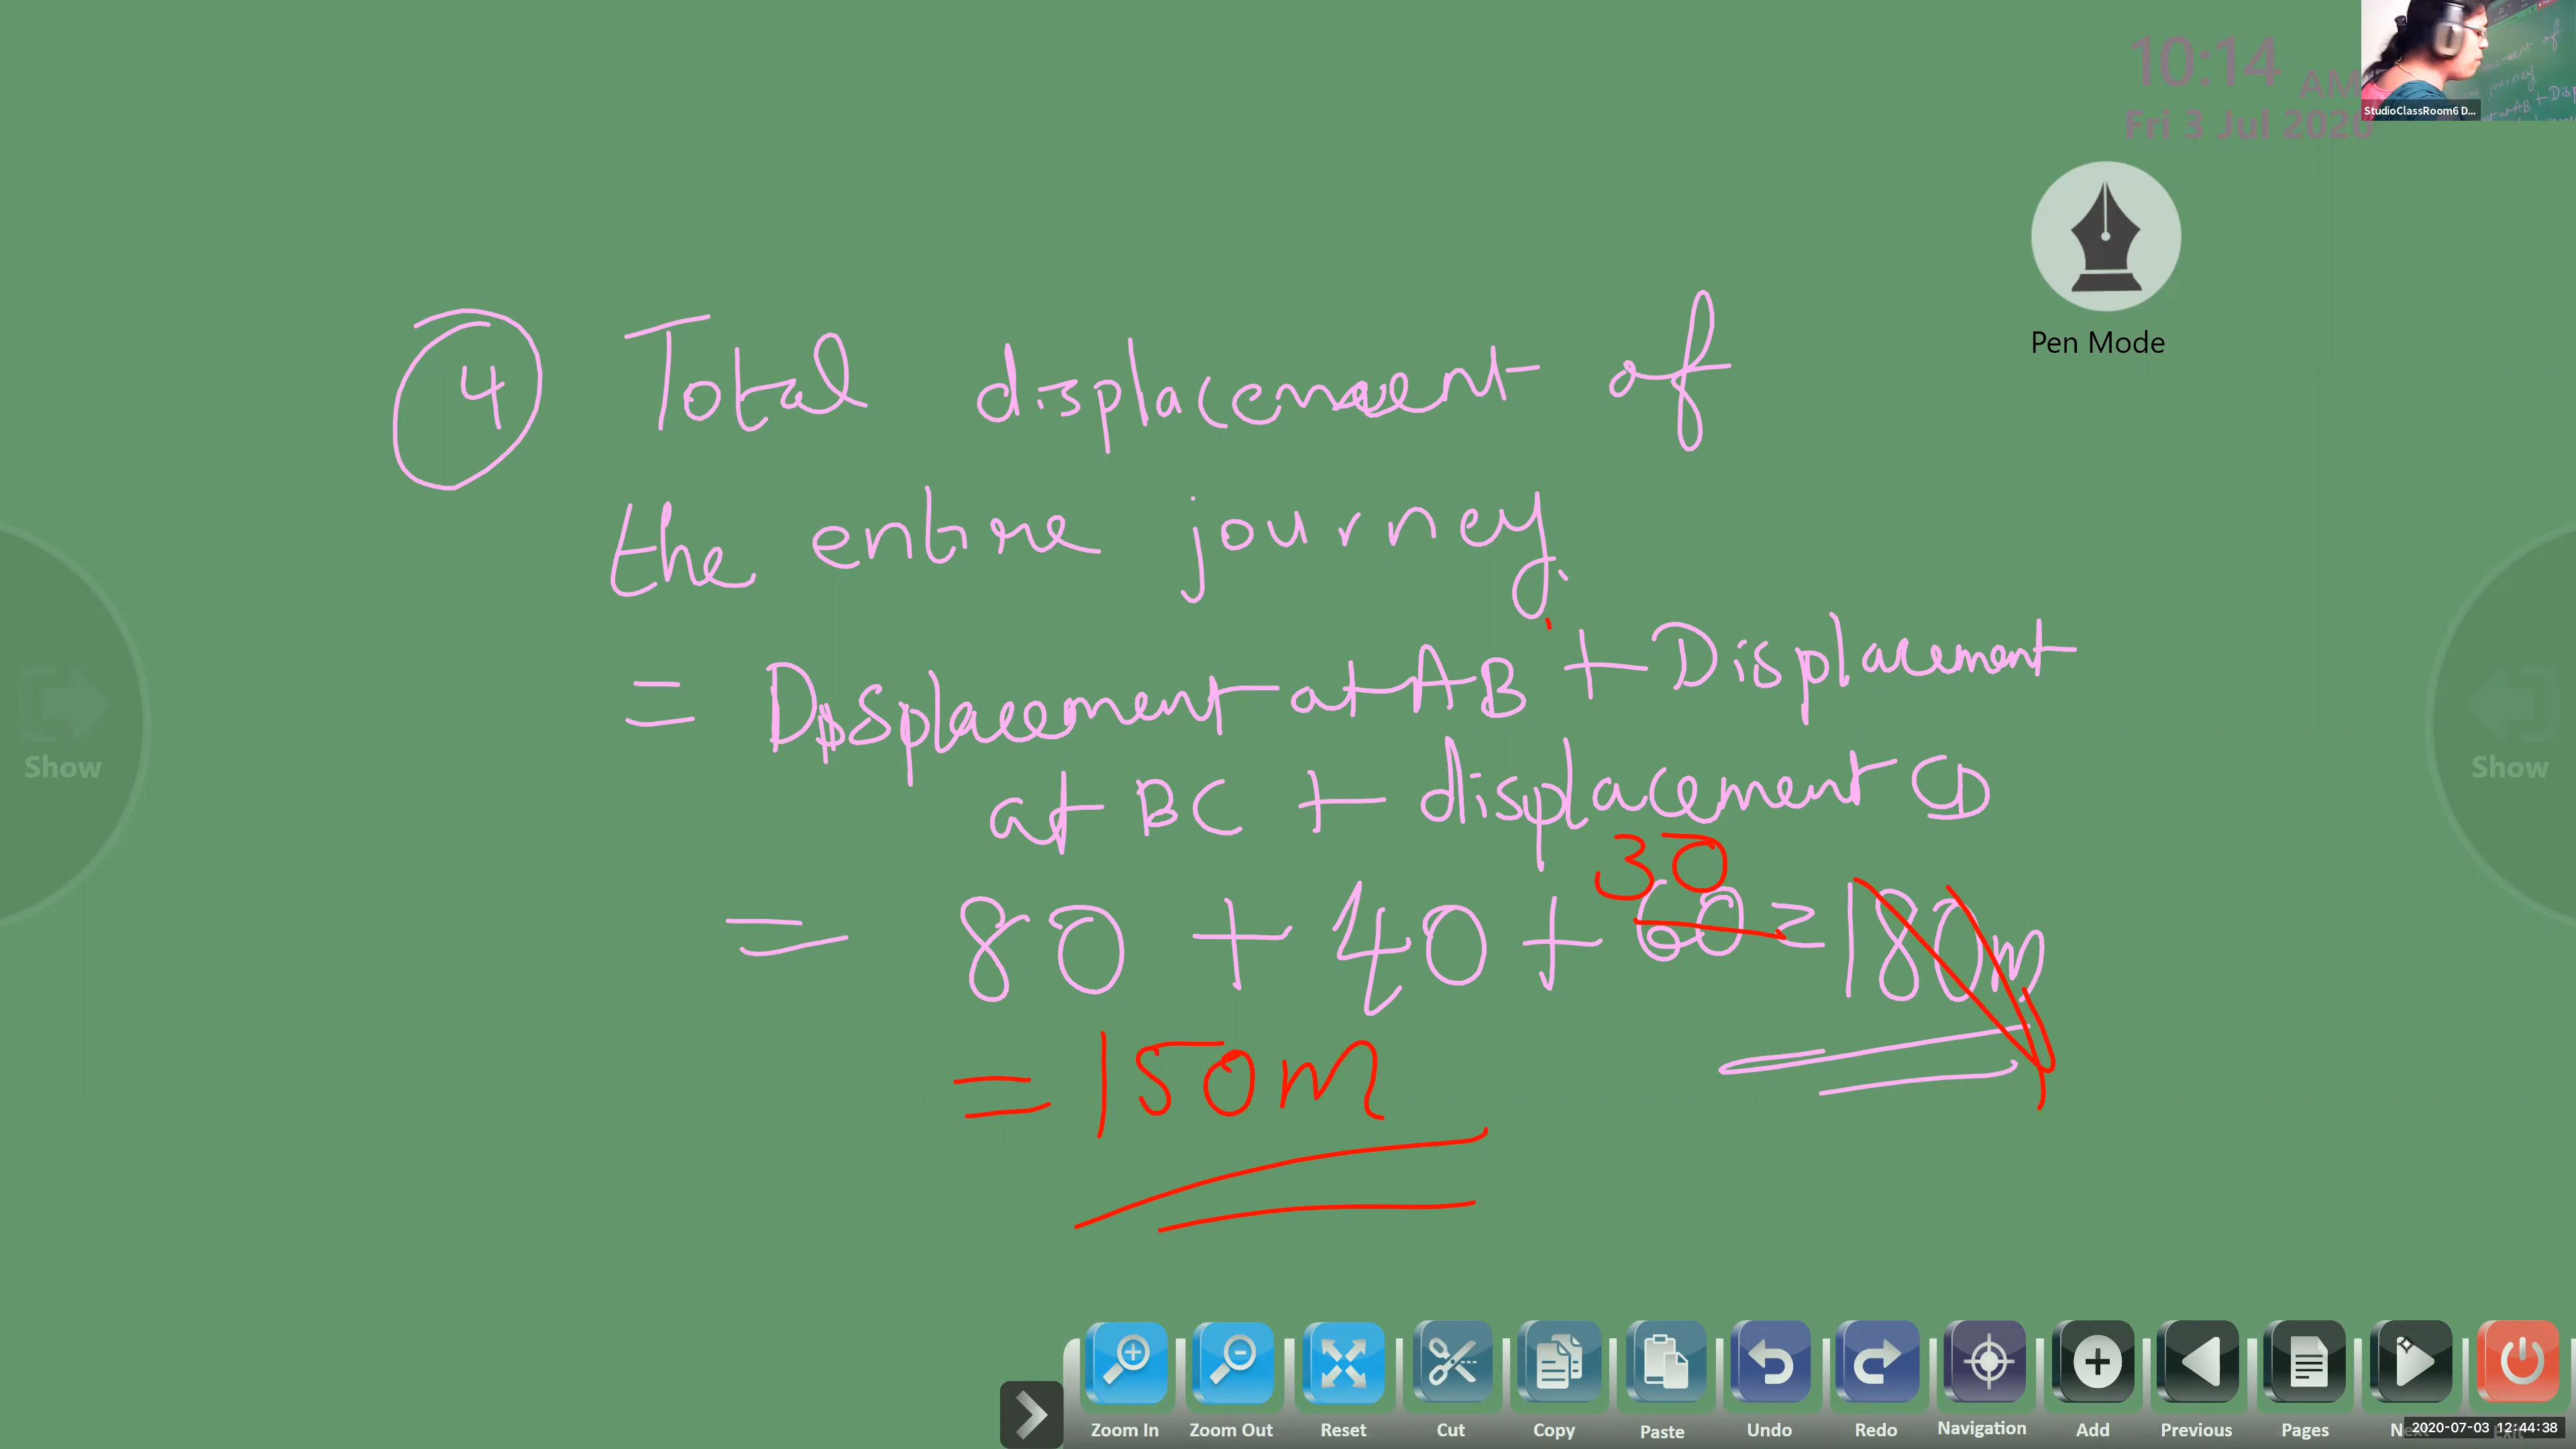 10:14 AM
Fri 3 Jul 2020
StudioClassRoom6 D...
Pen Mode
4 Total displacement of
the entire journey.
= Displacement at AB + Displacement
at BC + displacement CD
30
= 80 + 40 + 60 = 180m
= 150m
Show
Show
Zoom In Zoom Out Reset Cut Copy Paste Undo Redo Navigation Add Previous Pages
2020-07-03 12:44:38